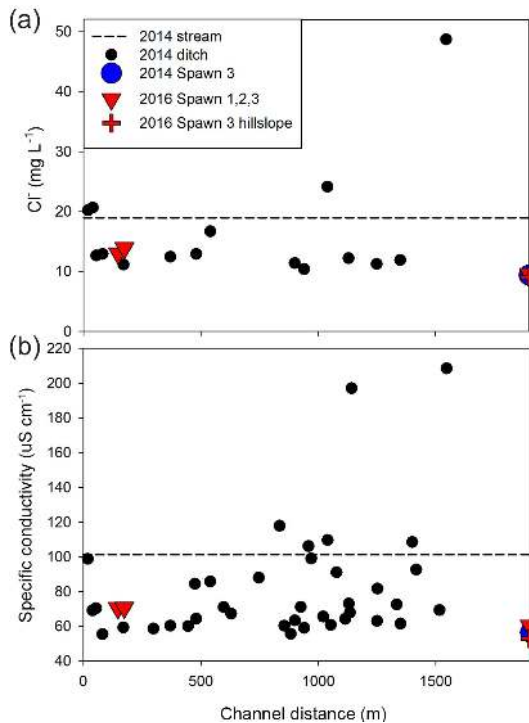 (a)
Cl- (mg L-1)
50
40
30
20
10
0
2014 stream
2014 ditch
2014 Spawn 3
2016 Spawn 1,2,3
2016 Spawn 3 hillslope
(b)
Specific conductivity (uS cm-1)
220
200
180
160
140
120
100
80
60
40
0 500 1000 1500
Channel distance (m)